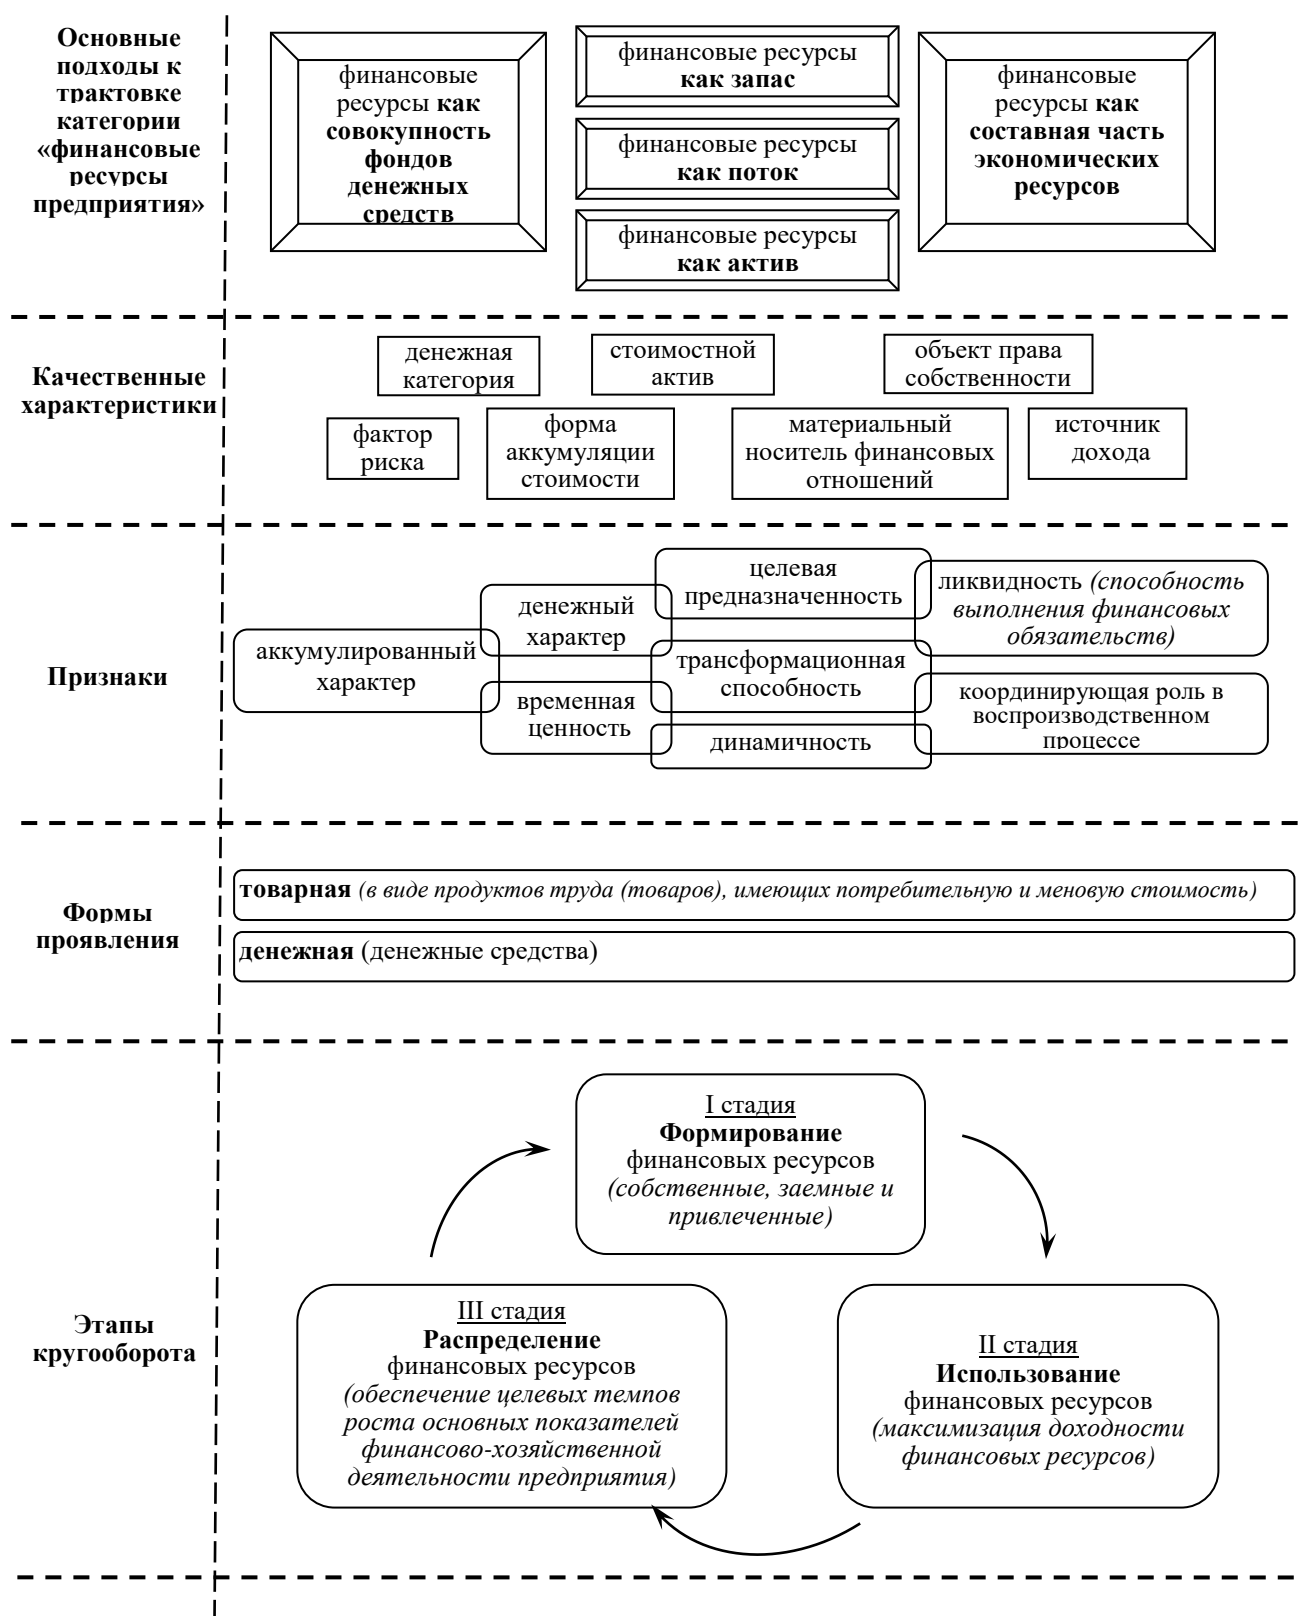 Основные
подходы к
трактовке
категории
«финансовые
ресурсы
предприятия»
финансовые
ресурсы как
совокупность
фондов
денежных
средств
финансовые ресурсы
как запас
финансовые ресурсы
как поток
финансовые ресурсы
как актив
финансовые
ресурсы как
составная часть
экономических
ресурсов
Качественные
характеристики
денежная
категория
стоимостной
актив
объект права
собственности
фактор
риска
форма
аккумуляции
стоимости
материальный
носитель финансовых
отношений
источник
дохода
Признаки
аккумулированный
характер
денежный
характер
временная
ценность
целевая
предназначенность
трансформационная
способность
динамичность
ликвидность (способность
выполнения финансовых
обязательств)
координирующая роль в
воспроизводственном
процессе
Формы
проявления
товарная (в виде продуктов труда (товаров), имеющих потребительную и меновую стоимость)
денежная (денежные средства)
Этапы
кругооборота
I стадия
Формирование
финансовых ресурсов
(собственные, заемные и
привлеченные)
II стадия
Использование
финансовых ресурсов
(максимизация доходности
финансовых ресурсов)
III стадия
Распределение
финансовых ресурсов
(обеспечение целевых темпов
роста основных показателей
финансово-хозяйственной
деятельности предприятия)